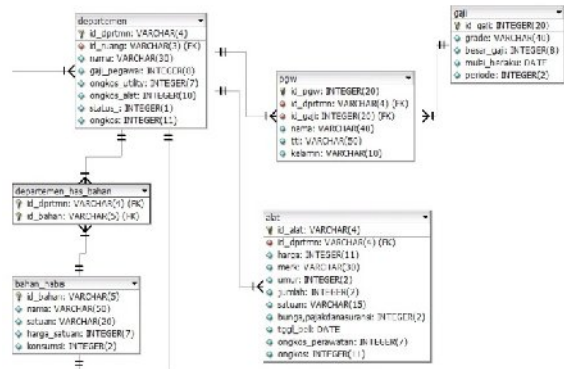 departemen
id_dprtmn: VARCHAR(4)
id_ruang: VARCHAR(3) (FK)
nama: VARCHAR(30)
gaji_pegawai: INTEGER(8)
ongkos_utility: INTEGER(7)
ongkos_alat: INTEGER(10)
status_: INTEGER(1)
ongkos: INTEGER(11)
gaji
id_gaji: INTEGER(20)
grade: VARCHAR(40)
besar_gaji: INTEGER(8)
mulai_berlaku: DATE
periode: INTEGER(2)
pgw
id_pgw: INTEGER(20)
id_dprtmn: VARCHAR(4) (FK)
id_gaji: INTEGER(20) (FK)
nama: VARCHAR(40)
ttl: VARCHAR(50)
kelamin: VARCHAR(10)
departemen_has_bahan
id_dprtmn: VARCHAR(4) (FK)
id_bahan: VARCHAR(5) (FK)
alat
id_alat: VARCHAR(4)
id_dprtmn: VARCHAR(4) (FK)
harga: INTEGER(11)
merk: VARCHAR(30)
umur: INTEGER(2)
jumlah: INTEGER(2)
satuan: VARCHAR(15)
bunga,pajakdanasuransi: INTEGER(2)
tggl_beli: DATE
ongkos_perawatan: INTEGER(7)
ongkos: INTEGER(11)
bahan_habis
id_bahan: VARCHAR(5)
nama: VARCHAR(50)
satuan: VARCHAR(20)
harga_satuan: INTEGER(7)
konsumsi: INTEGER(2)